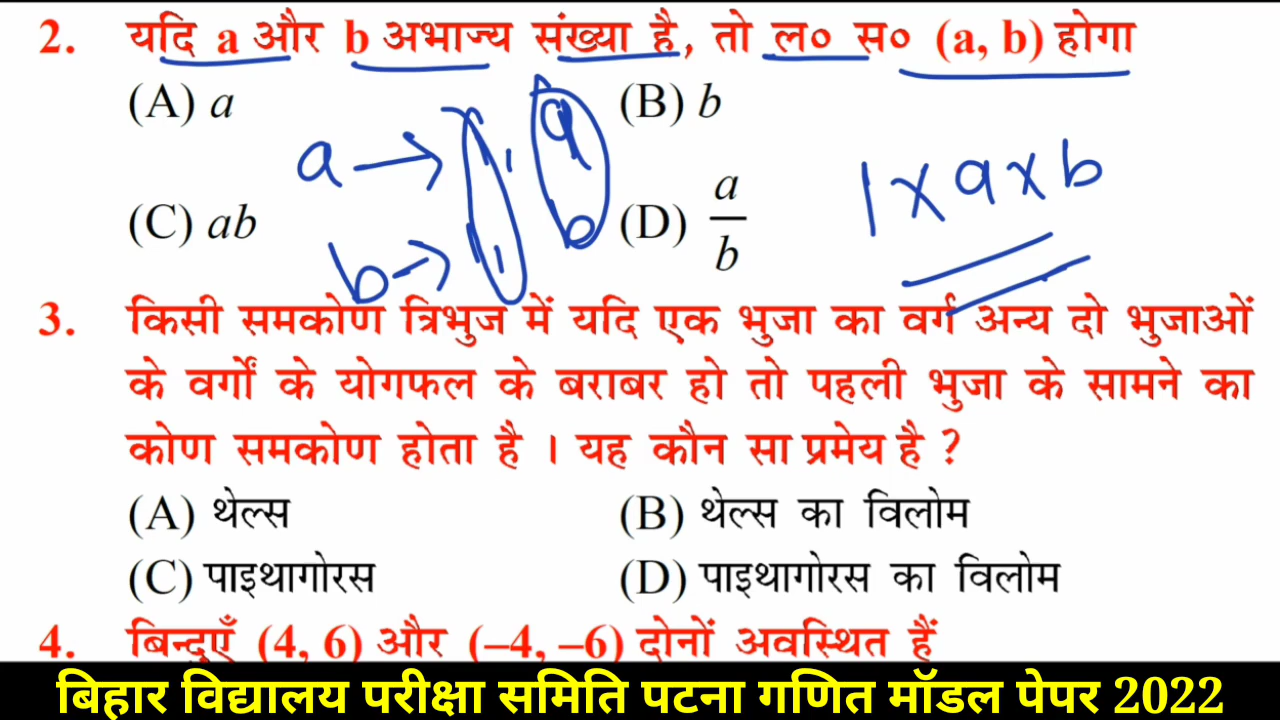 2. यदि a और b अभाज्य संख्या है, तो ल० स० (a, b) होगा
(A) a (B) b
a → 1, a
1 × a × b
(C) ab (D) a/b
b → 1, b
3. किसी समकोण त्रिभुज में यदि एक भुजा का वर्ग अन्य दो भुजाओं
के वर्गों के योगफल के बराबर हो तो पहली भुजा के सामने का
कोण समकोण होता है । यह कौन सा प्रमेय है ?
(A) थेल्स (B) थेल्स का विलोम
(C) पाइथागोरस (D) पाइथागोरस का विलोम
4. बिन्दुएँ (4, 6) और (–4, –6) दोनों अवस्थित हैं
बिहार विद्यालय परीक्षा समिति पटना गणित मॉडल पेपर 2022